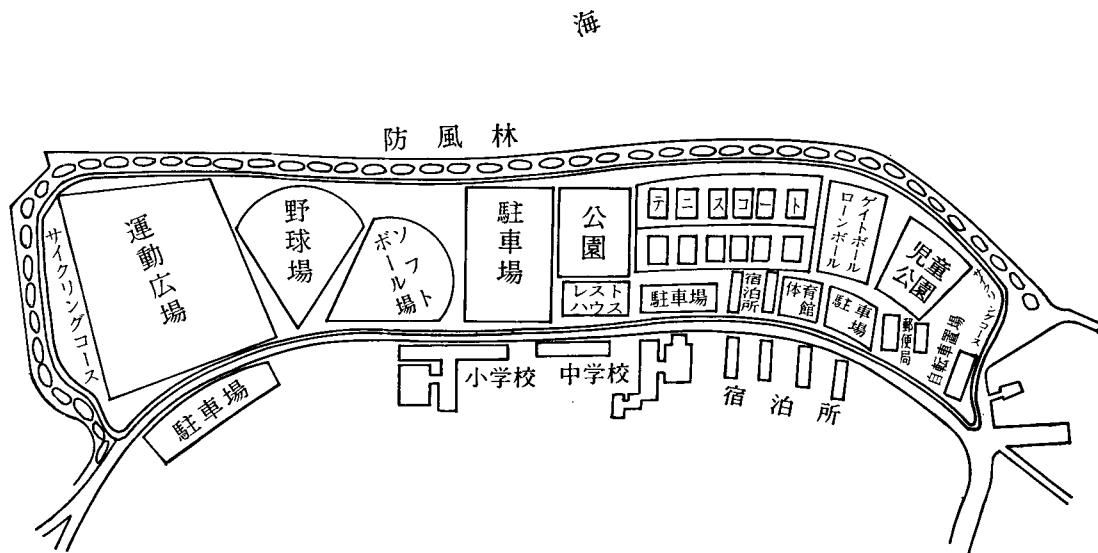 海
防風林
サイクリングコース
運動広場
野球場
ソフト
ボール場
駐車場
公園
テニスコート
ゲイトボール
ローンボール
児童
公園
サイクリングコース
レスト
ハウス
駐車場
宿泊所
体育
館
駐車
場
郵便局
自転車置場
駐車場
小学校
中学校
宿泊所